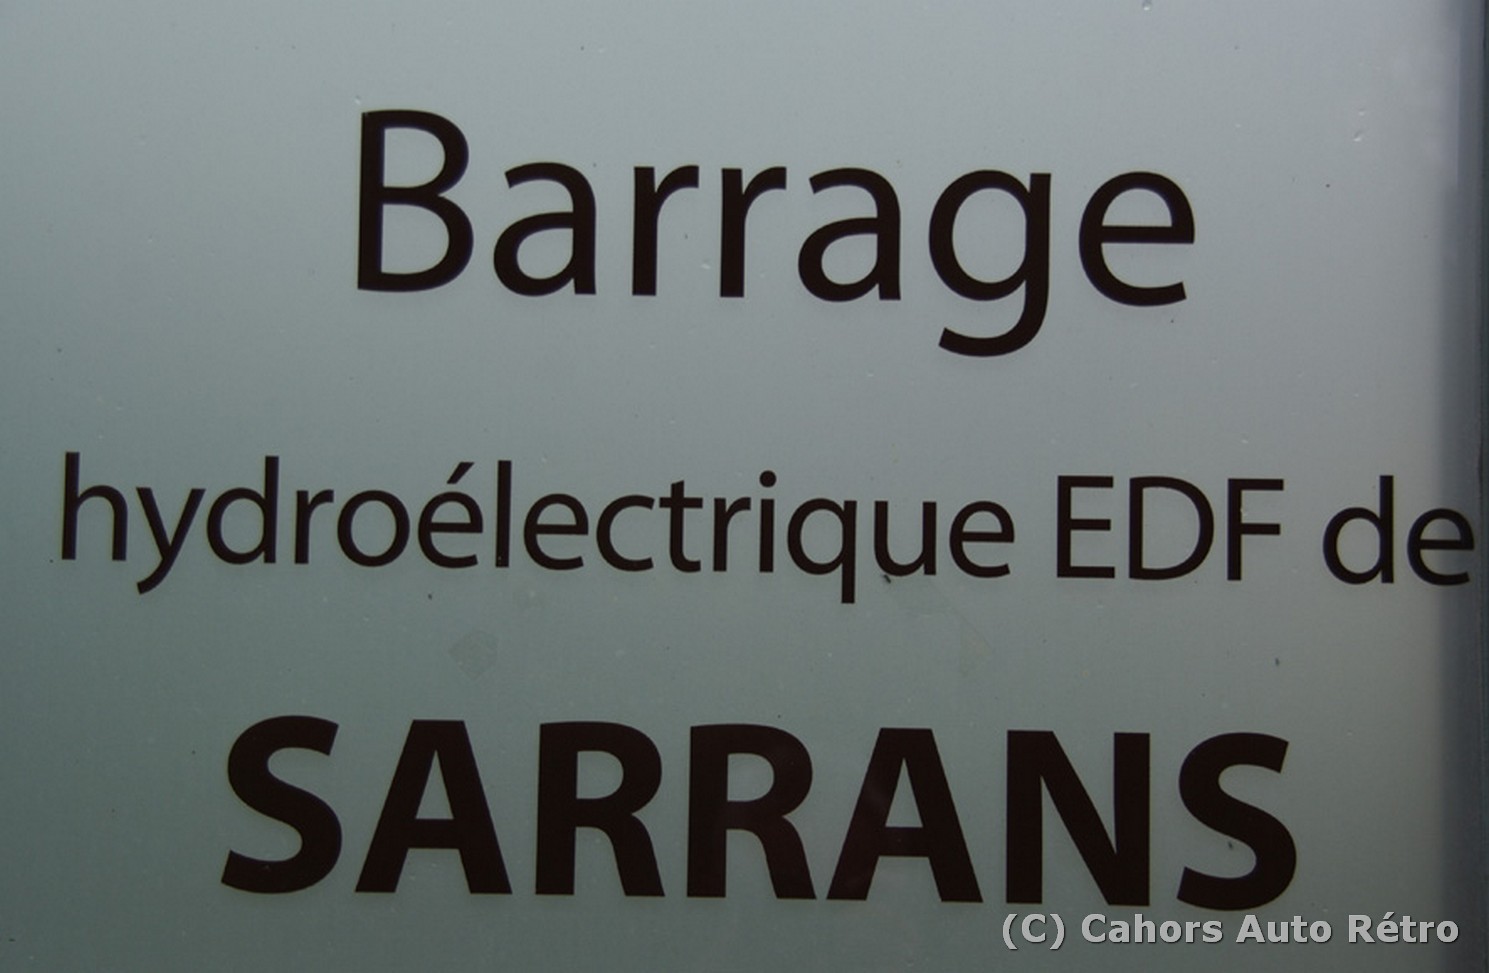 Barrage
hydroélectrique EDF de
SARRANS
(C) Cahors Auto Rétro